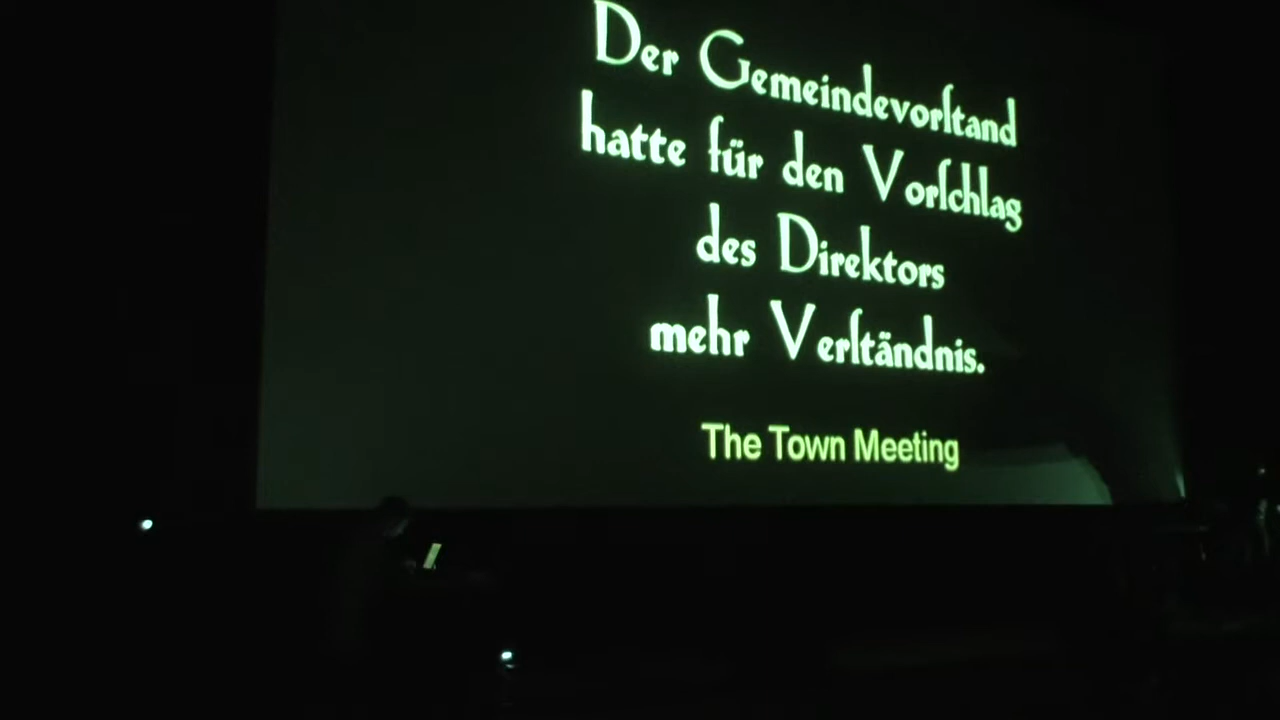 Der Gemeindevorſtand
hatte für den Vorſchlag
des Direktors
mehr Verſtändnis.
The Town Meeting